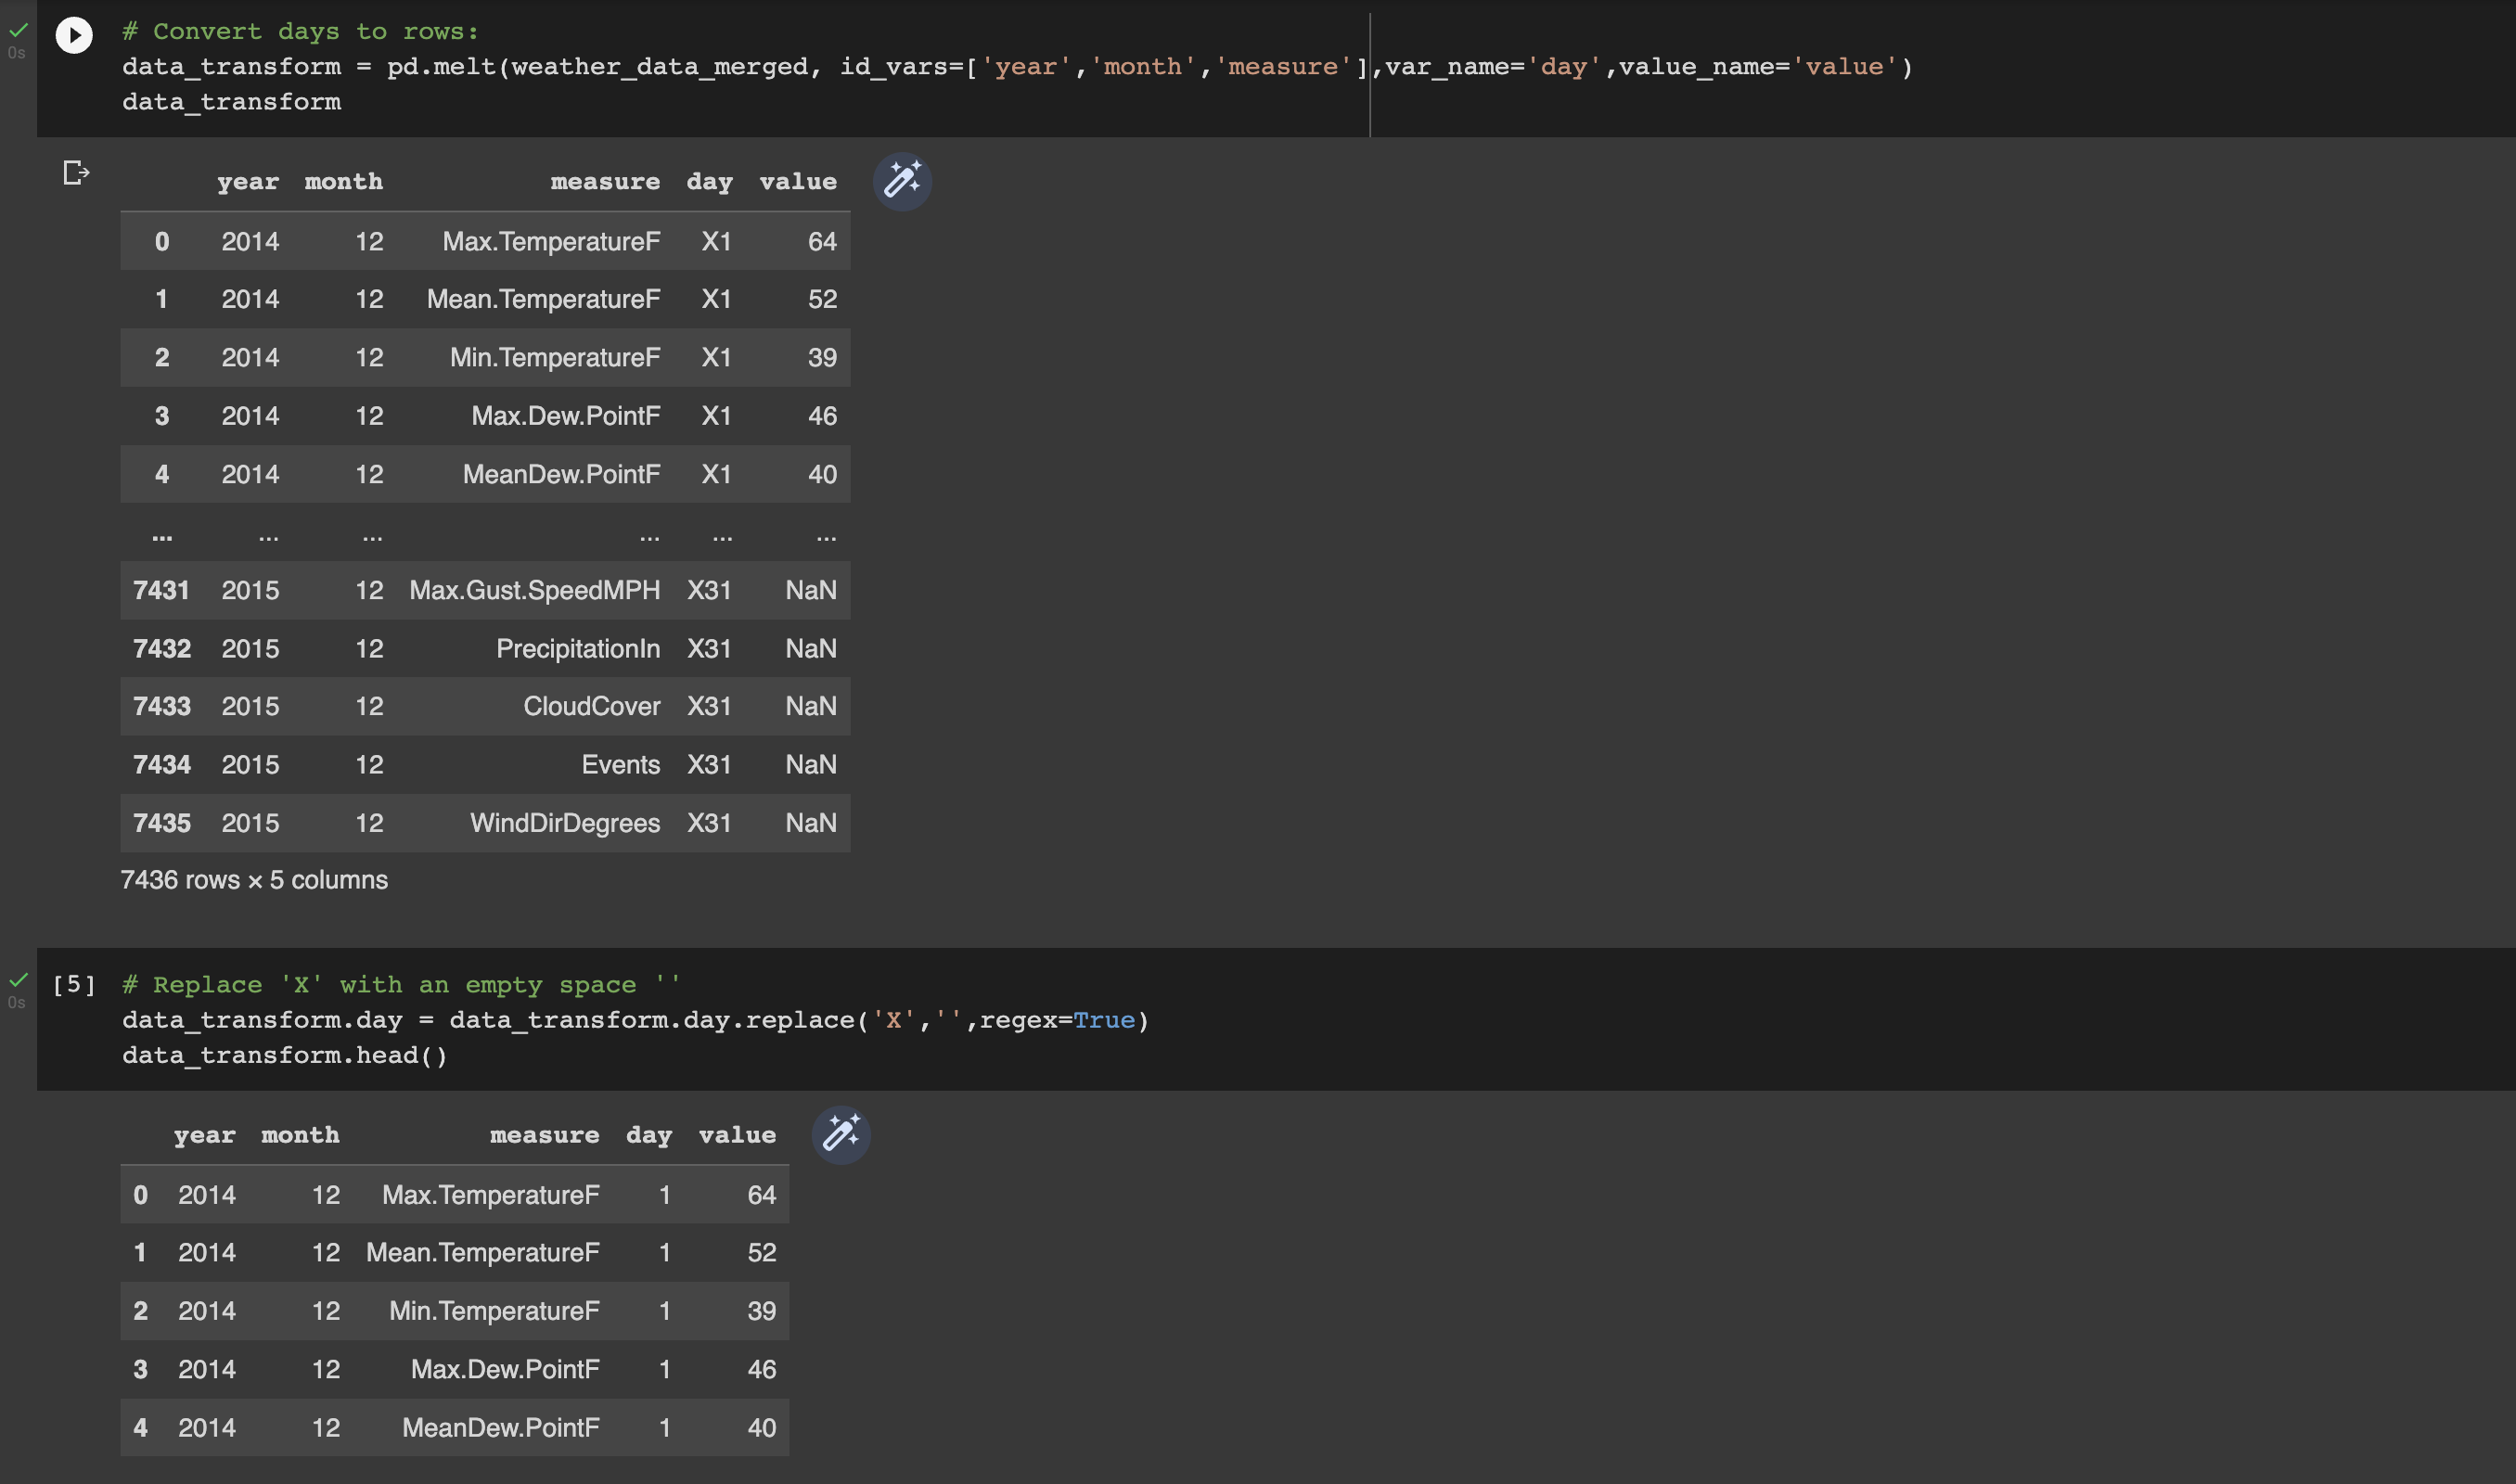 0s
# Convert days to rows:
data_transform = pd.melt(weather_data_merged, id_vars=['year','month','measure'],var_name='day',value_name='value')
data_transform
year month measure day value
0 2014 12 Max.TemperatureF X1 64
1 2014 12 Mean.TemperatureF X1 52
2 2014 12 Min.TemperatureF X1 39
3 2014 12 Max.Dew.PointF X1 46
4 2014 12 MeanDew.PointF X1 40
... ... ... ... ... ...
7431 2015 12 Max.Gust.SpeedMPH X31 NaN
7432 2015 12 PrecipitationIn X31 NaN
7433 2015 12 CloudCover X31 NaN
7434 2015 12 Events X31 NaN
7435 2015 12 WindDirDegrees X31 NaN
7436 rows × 5 columns
0s
[5] # Replace 'X' with an empty space ''
data_transform.day = data_transform.day.replace('X','',regex=True)
data_transform.head()
year month measure day value
0 2014 12 Max.TemperatureF 1 64
1 2014 12 Mean.TemperatureF 1 52
2 2014 12 Min.TemperatureF 1 39
3 2014 12 Max.Dew.PointF 1 46
4 2014 12 MeanDew.PointF 1 40